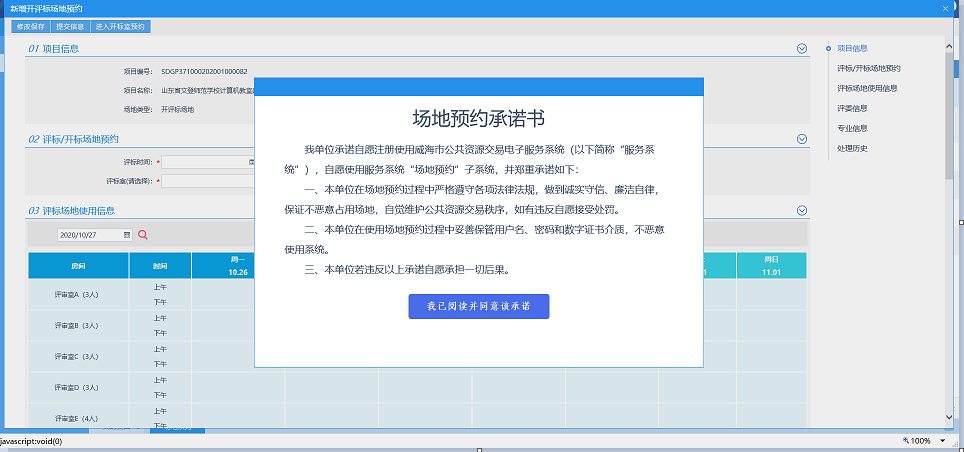 新增开评标场地预约
修改保存 提交信息 进入开标室预约
01 项目信息
项目编号： SDGP371000202001000082
项目名称： 山东省文登师范学校计算机教室
场地类型： 开评标场地
02 评标/开标场地预约
评标时间：*
评标室(请选择)：*
03 评标场地使用信息
2020/10/27
房间 时间 周一 周日
10.26 11.01
评审室A（3人） 上午
下午
评审室B（3人） 上午
下午
评审室C（3人） 上午
下午
评审室D（3人） 上午
下午
评审室E（4人） 上午
下午
场地预约承诺书
我单位承诺自愿注册使用威海市公共资源交易电子服务系统（以下简称“服务系
统”），自愿使用服务系统“场地预约”子系统，并郑重承诺如下：
一、本单位在场地预约过程中严格遵守各项法律法规，做到诚实守信、廉洁自律，
保证不恶意占用场地，自觉维护公共资源交易秩序，如有违反自愿接受处罚。
二、本单位在使用场地预约过程中妥善保管用户名、密码和数字证书介质，不恶意
使用系统。
三、本单位若违反以上承诺自愿承担一切后果。
我已阅读并同意该承诺
项目信息
评标/开标场地预约
评标场地使用信息
评委信息
专业信息
处理历史
javascript:void(0)
100%